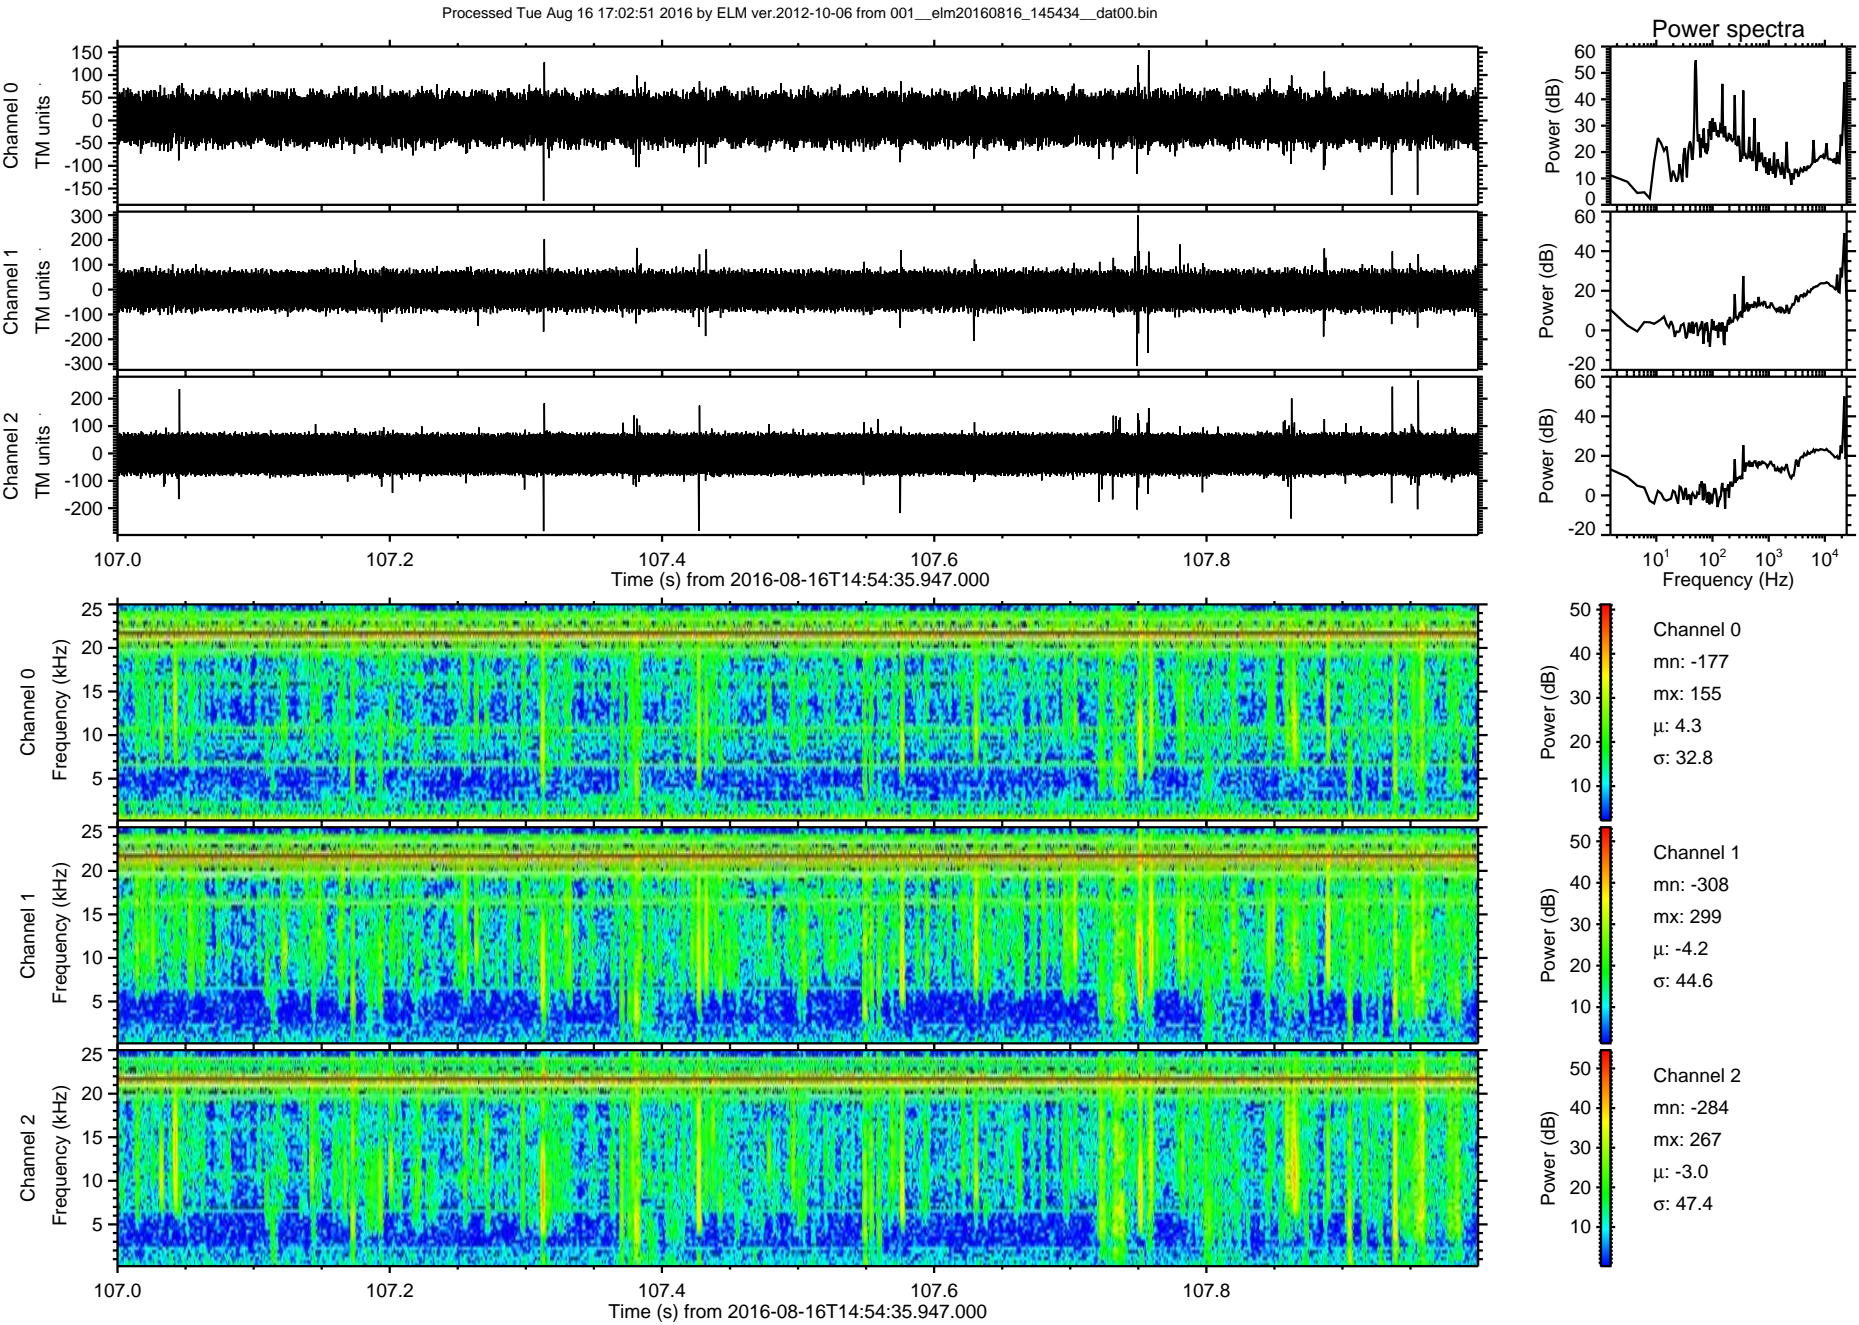 Processed Tue Aug 16 17:02:51 2016 by ELM ver.2012-10-06 from 001__elm20160816_145434__dat00.bin
Power spectra
Channel 0
TM units
150
100
50
0
-50
-100
-150
Power (dB)
60
50
40
30
20
10
0
Channel 1
TM units
300
200
100
0
-100
-200
-300
Power (dB)
60
40
20
0
-20
Channel 2
TM units
200
100
0
-100
-200
Power (dB)
60
40
20
0
-20
107.0 107.2 107.4 107.6 107.8
Time (s) from 2016-08-16T14:54:35.947.000
10^1 10^2 10^3 10^4
Frequency (Hz)
Channel 0
Frequency (kHz)
25
20
15
10
5
Power (dB)
50
40
30
20
10
Channel 0
mn: -177
mx: 155
μ: 4.3
σ: 32.8
Channel 1
Frequency (kHz)
25
20
15
10
5
Power (dB)
50
40
30
20
10
Channel 1
mn: -308
mx: 299
μ: -4.2
σ: 44.6
Channel 2
Frequency (kHz)
25
20
15
10
5
Power (dB)
50
40
30
20
10
Channel 2
mn: -284
mx: 267
μ: -3.0
σ: 47.4
107.0 107.2 107.4 107.6 107.8
Time (s) from 2016-08-16T14:54:35.947.000